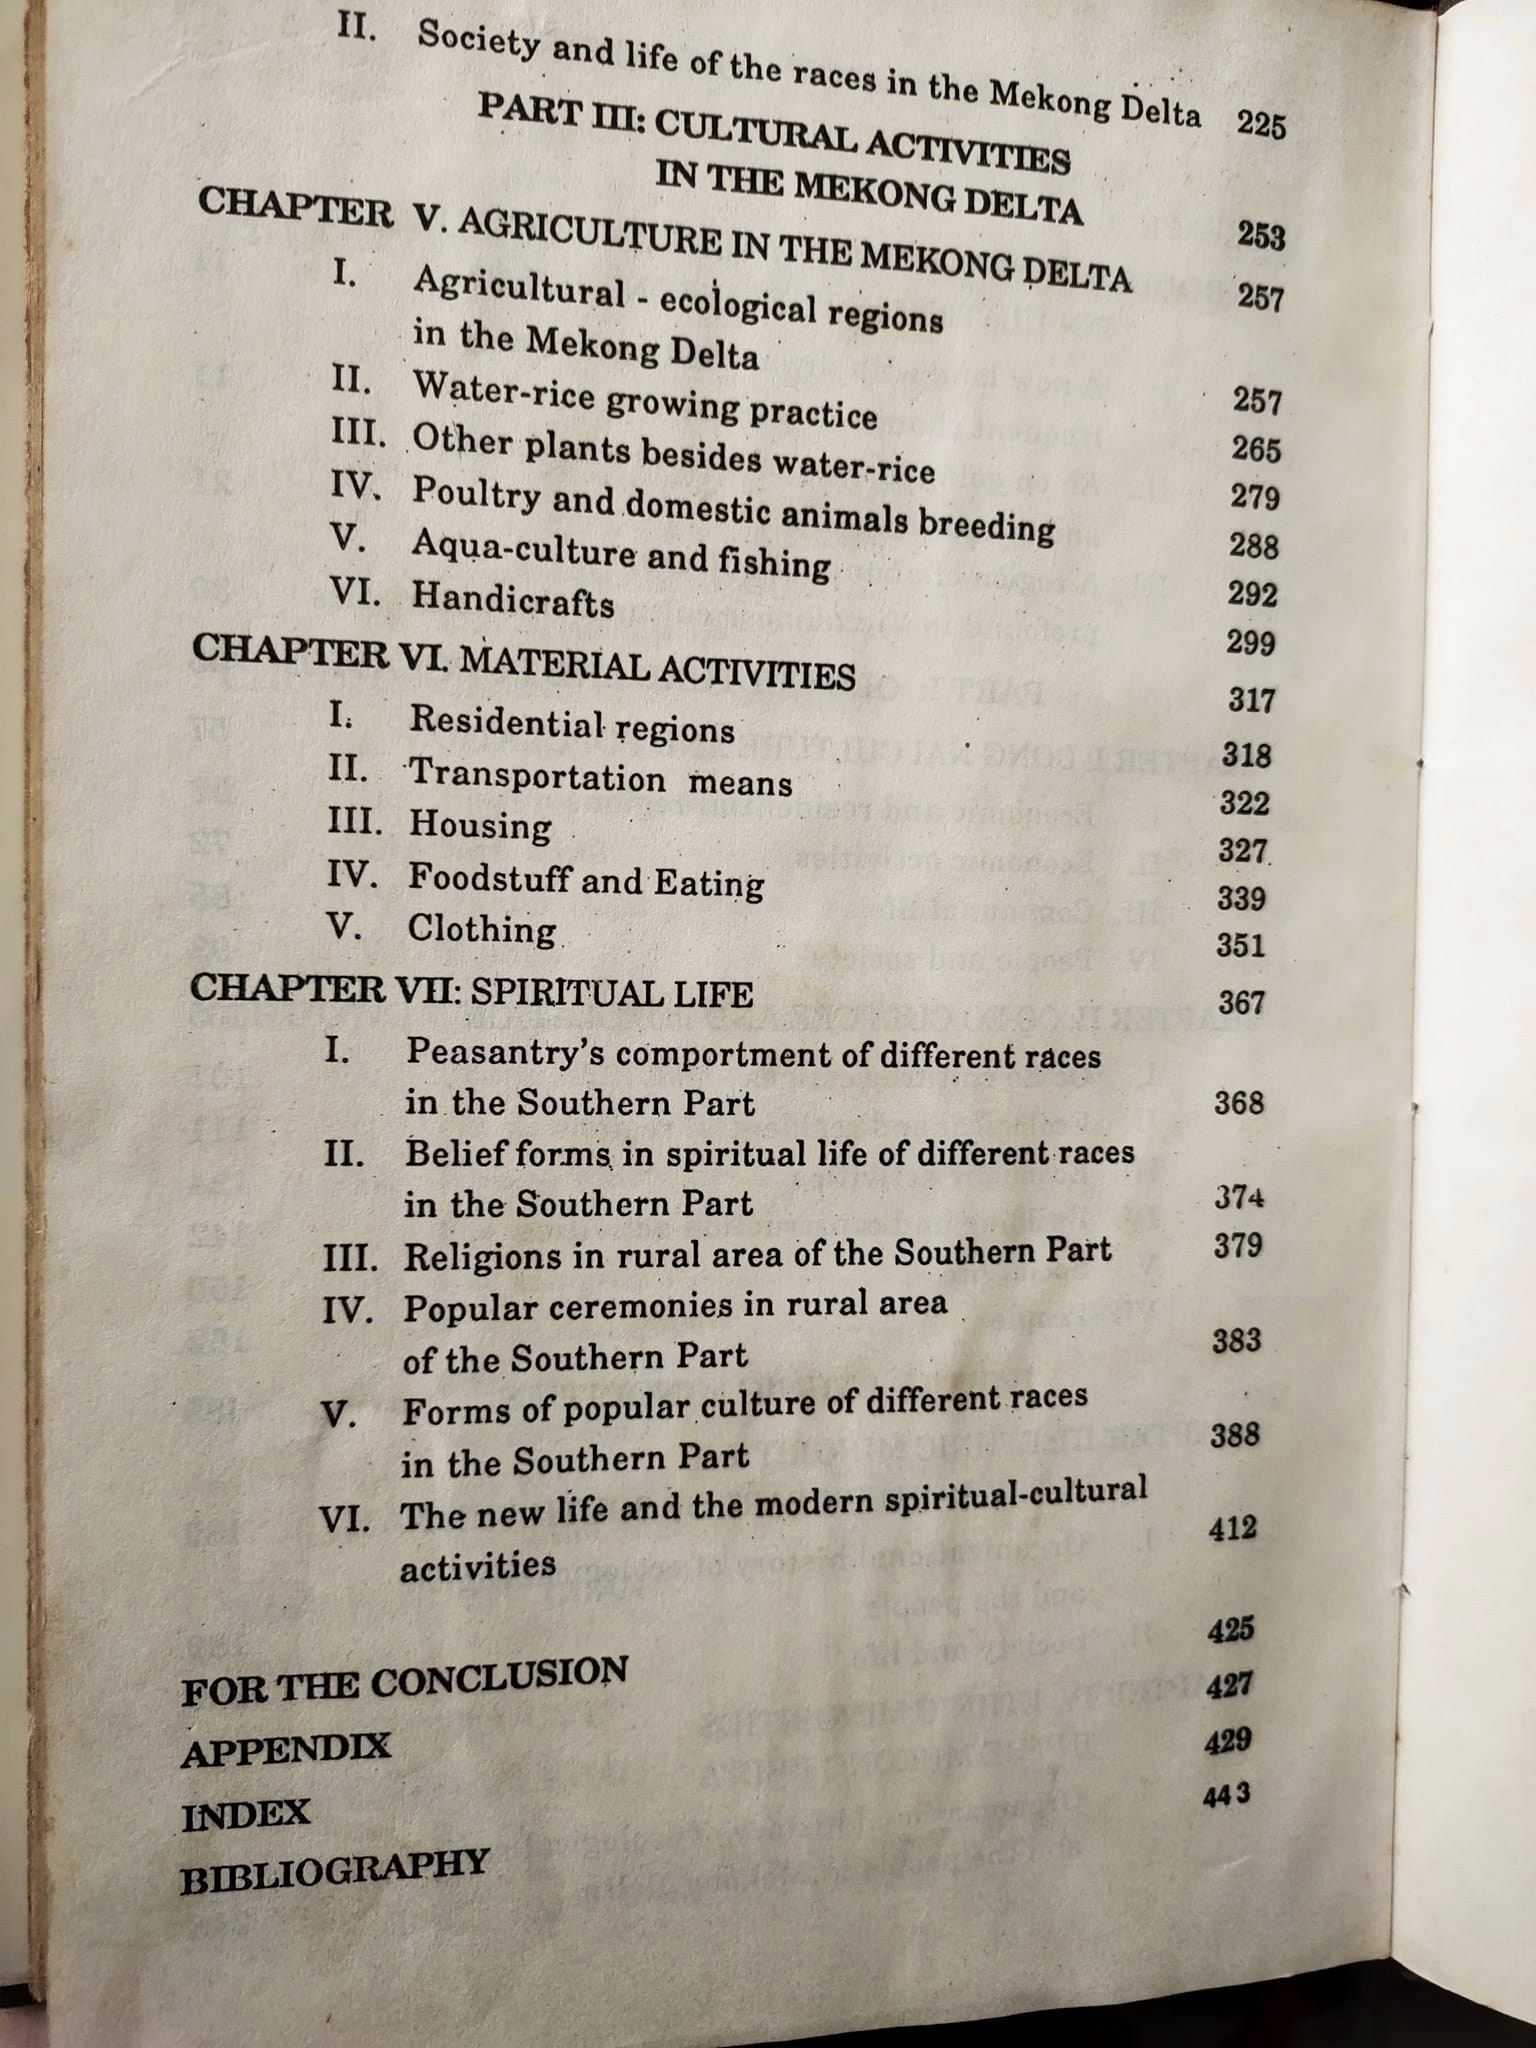 II. Society and life of the races in the Mekong Delta 225
PART III: CULTURAL ACTIVITIES
IN THE MEKONG DELTA 253
CHAPTER V. AGRICULTURE IN THE MEKONG DELTA 257
I. Agricultural - ecological regions
in the Mekong Delta 257
II. Water-rice growing practice 265
III. Other plants besides water-rice 279
IV. Poultry and domestic animals breeding 288
V. Aqua-culture and fishing 292
VI. Handicrafts 299
CHAPTER VI. MATERIAL ACTIVITIES 317
I. Residential regions 318
II. Transportation means 322
III. Housing 327
IV. Foodstuff and Eating 339
V. Clothing 351
CHAPTER VII: SPIRITUAL LIFE 367
I. Peasantry's comportment of different races
in the Southern Part 368
II. Belief forms in spiritual life of different races
in the Southern Part 374
III. Religions in rural area of the Southern Part 379
IV. Popular ceremonies in rural area
of the Southern Part 383
V. Forms of popular culture of different races
in the Southern Part 388
VI. The new life and the modern spiritual-cultural
activities 412
FOR THE CONCLUSION 425
APPENDIX 427
INDEX 429
BIBLIOGRAPHY 443